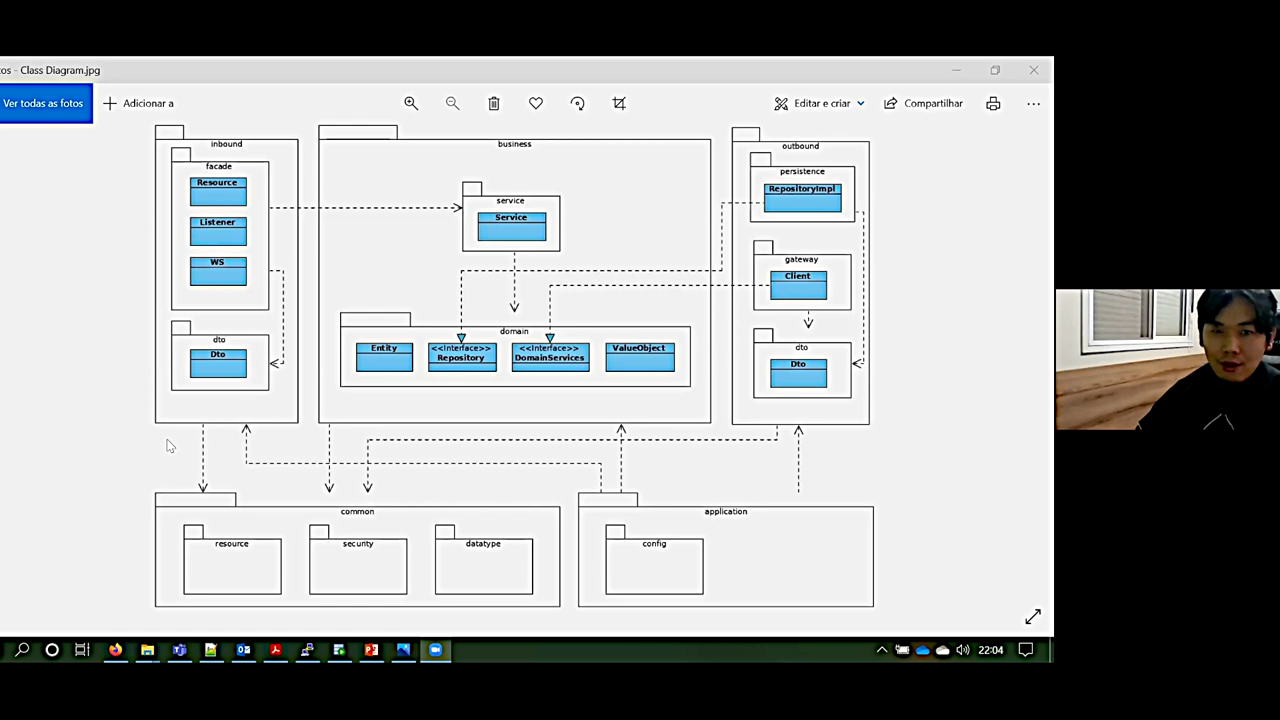 os - Class Diagram.jpg
Ver todas as fotos
Adicionar a
Editar e criar
Compartilhar
inbound
facade
Resource
Listener
WS
dto
Dto
business
service
Service
domain
Entity
<<Interface>>
Repository
<<Interface>>
DomainServices
ValueObject
outbound
persistence
RepositoryImpl
gateway
Client
dto
Dto
common
resource
security
datatype
application
config
22:04